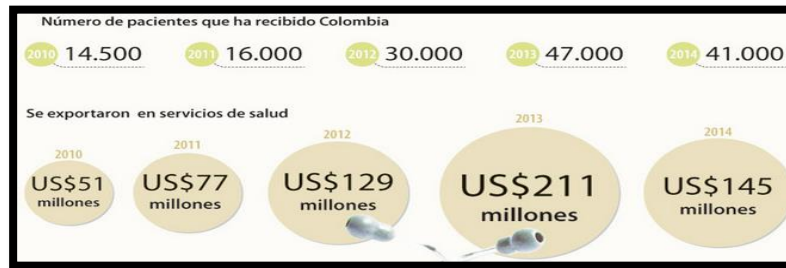 Número de pacientes que ha recibido Colombia
2010 14.500 2011 16.000 2012 30.000 2013 47.000 2014 41.000
Se exportaron en servicios de salud
2010
US$51
millones
2011
US$77
millones
2012
US$129
millones
2013
US$211
millones
2014
US$145
millones